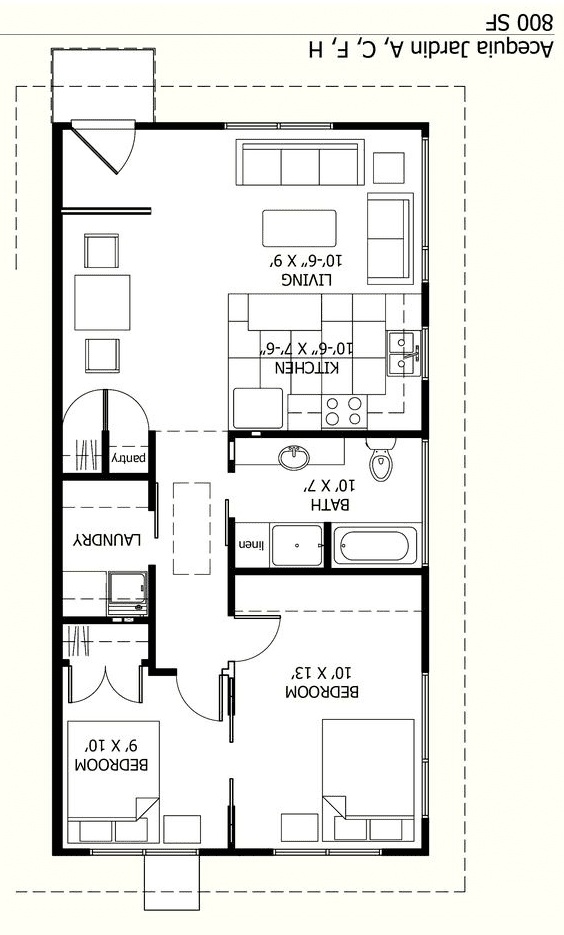 BEDROOM
9' X 10'
BEDROOM
10' X 13'
linen
LAUNDRY
BATH
10' X 7'
pantry
KITCHEN
10'-6" X 7'-6"
LIVING
10'-6" X 9'
Acequia Jardin A, C, F, H
800 SF